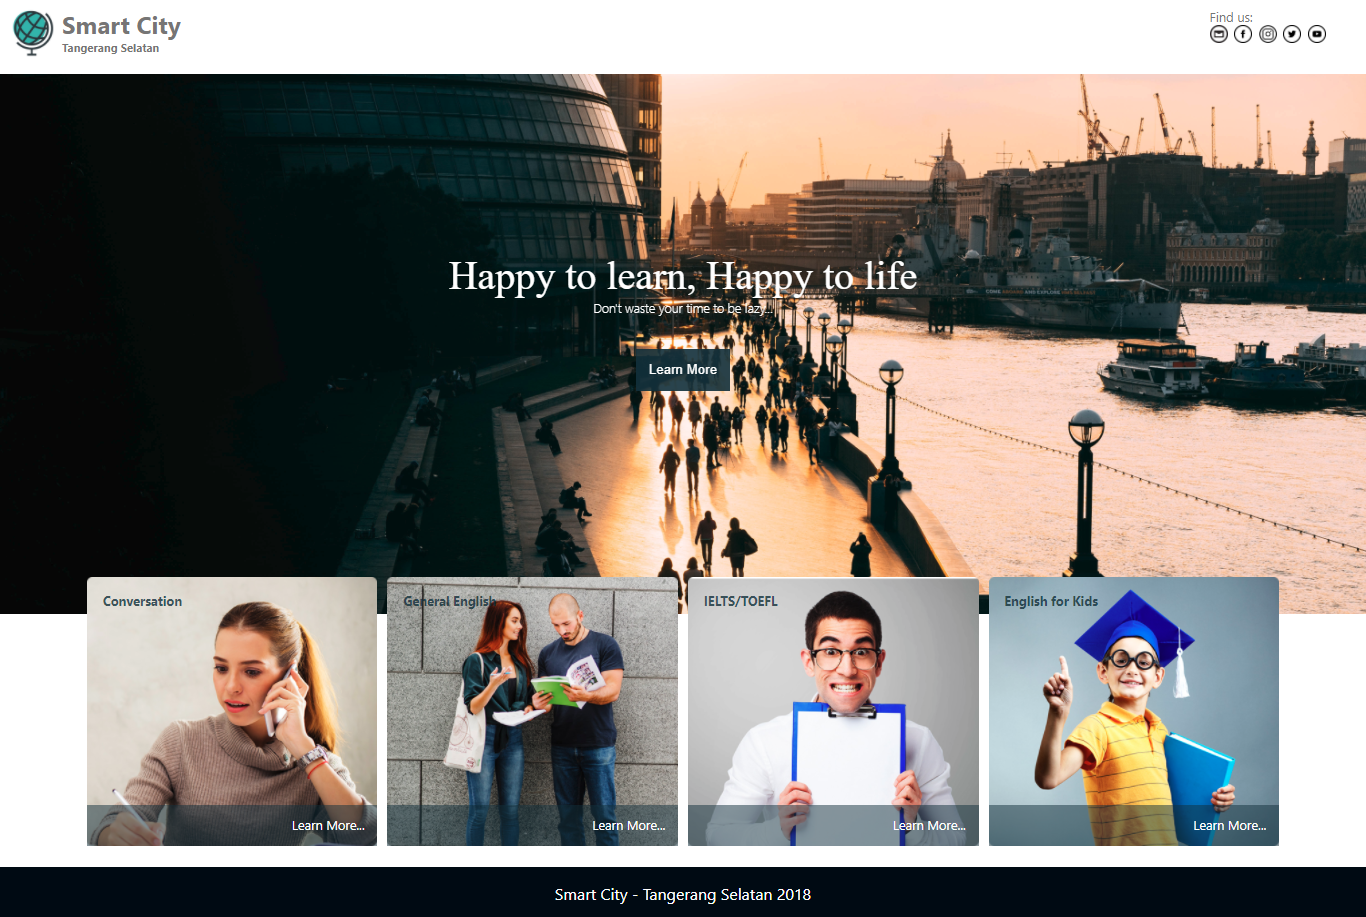 Smart City
Tangerang Selatan
Find us:
Happy to learn, Happy to life
Don't waste your time to be lazy...
Learn More
Conversation
General English
IELTS/TOEFL
English for Kids
Learn More...
Learn More...
Learn More...
Learn More...
Smart City - Tangerang Selatan 2018